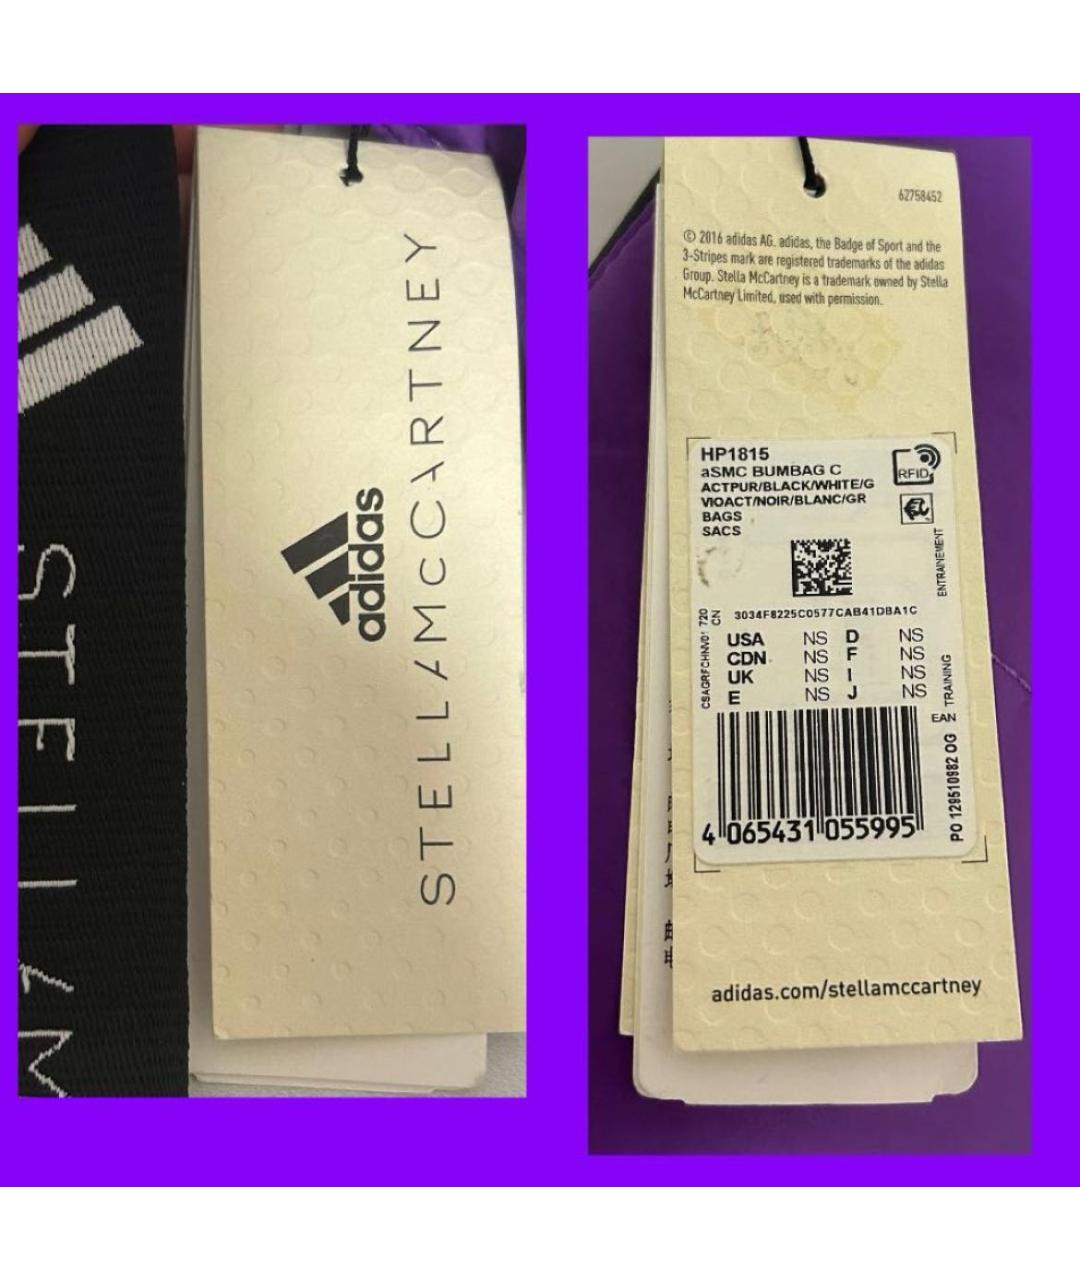 STELLAM
adidas
STELLAMCCARTNEY
62758452
© 2016 adidas AG. adidas, the Badge of Sport and the
3-Stripes mark are registered trademarks of the adidas
Group. Stella McCartney is a trademark owned by Stella
McCartney Limited, used with permission.
HP1815
aSMC BUMBAG C
ACTPUR/BLACK/WHITE/G
VIOACT/NOIR/BLANC/GR
BAGS
SACS
RFID
ENTRAINEMENT
3034F8225C0577CAB41DBA1C
720
CN
USA NS D NS
CDN NS F NS
UK NS I NS
E NS J NS
TRAINING
EAN
PO 129510982 OG
4 065431 055995
adidas.com/stellamccartney